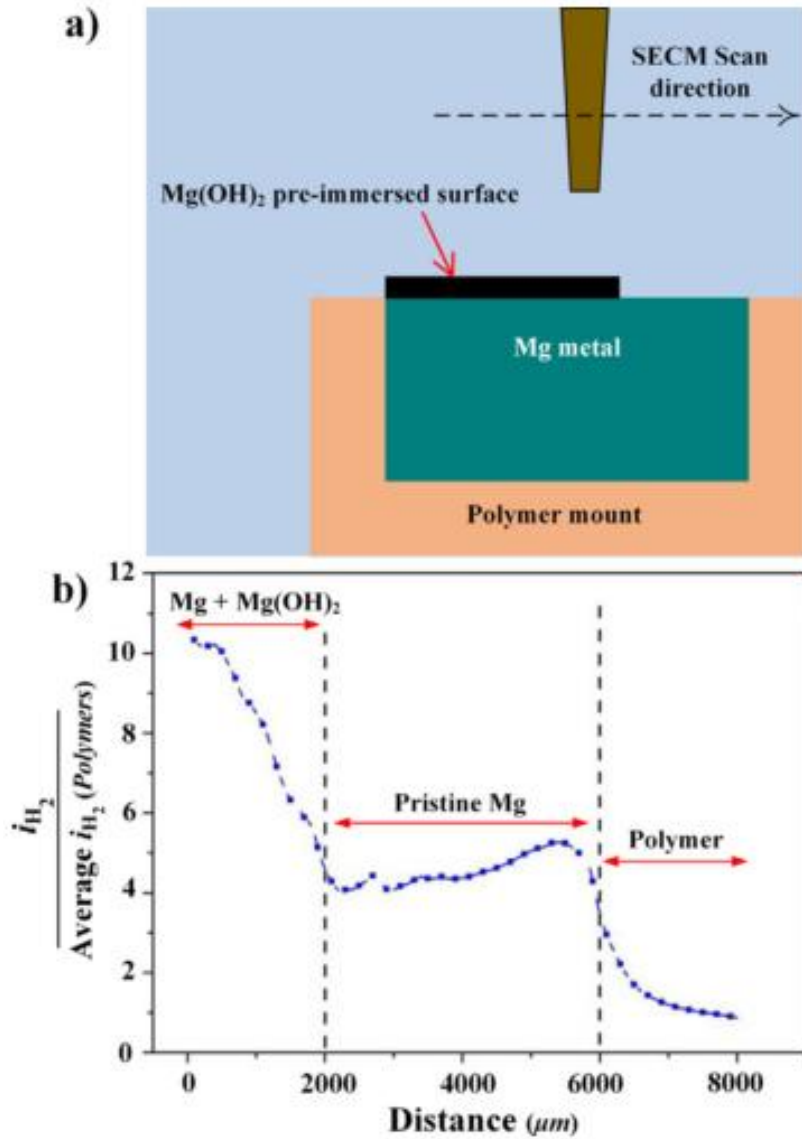 a)
SECM Scan
direction
Mg(OH)₂ pre-immersed surface
Mg metal
Polymer mount
b)
12
10
8
6
4
2
0
Mg + Mg(OH)₂
Pristine Mg
Polymer
i_H₂
Average i_H₂ (Polymers)
0 2000 4000 6000 8000
Distance (μm)